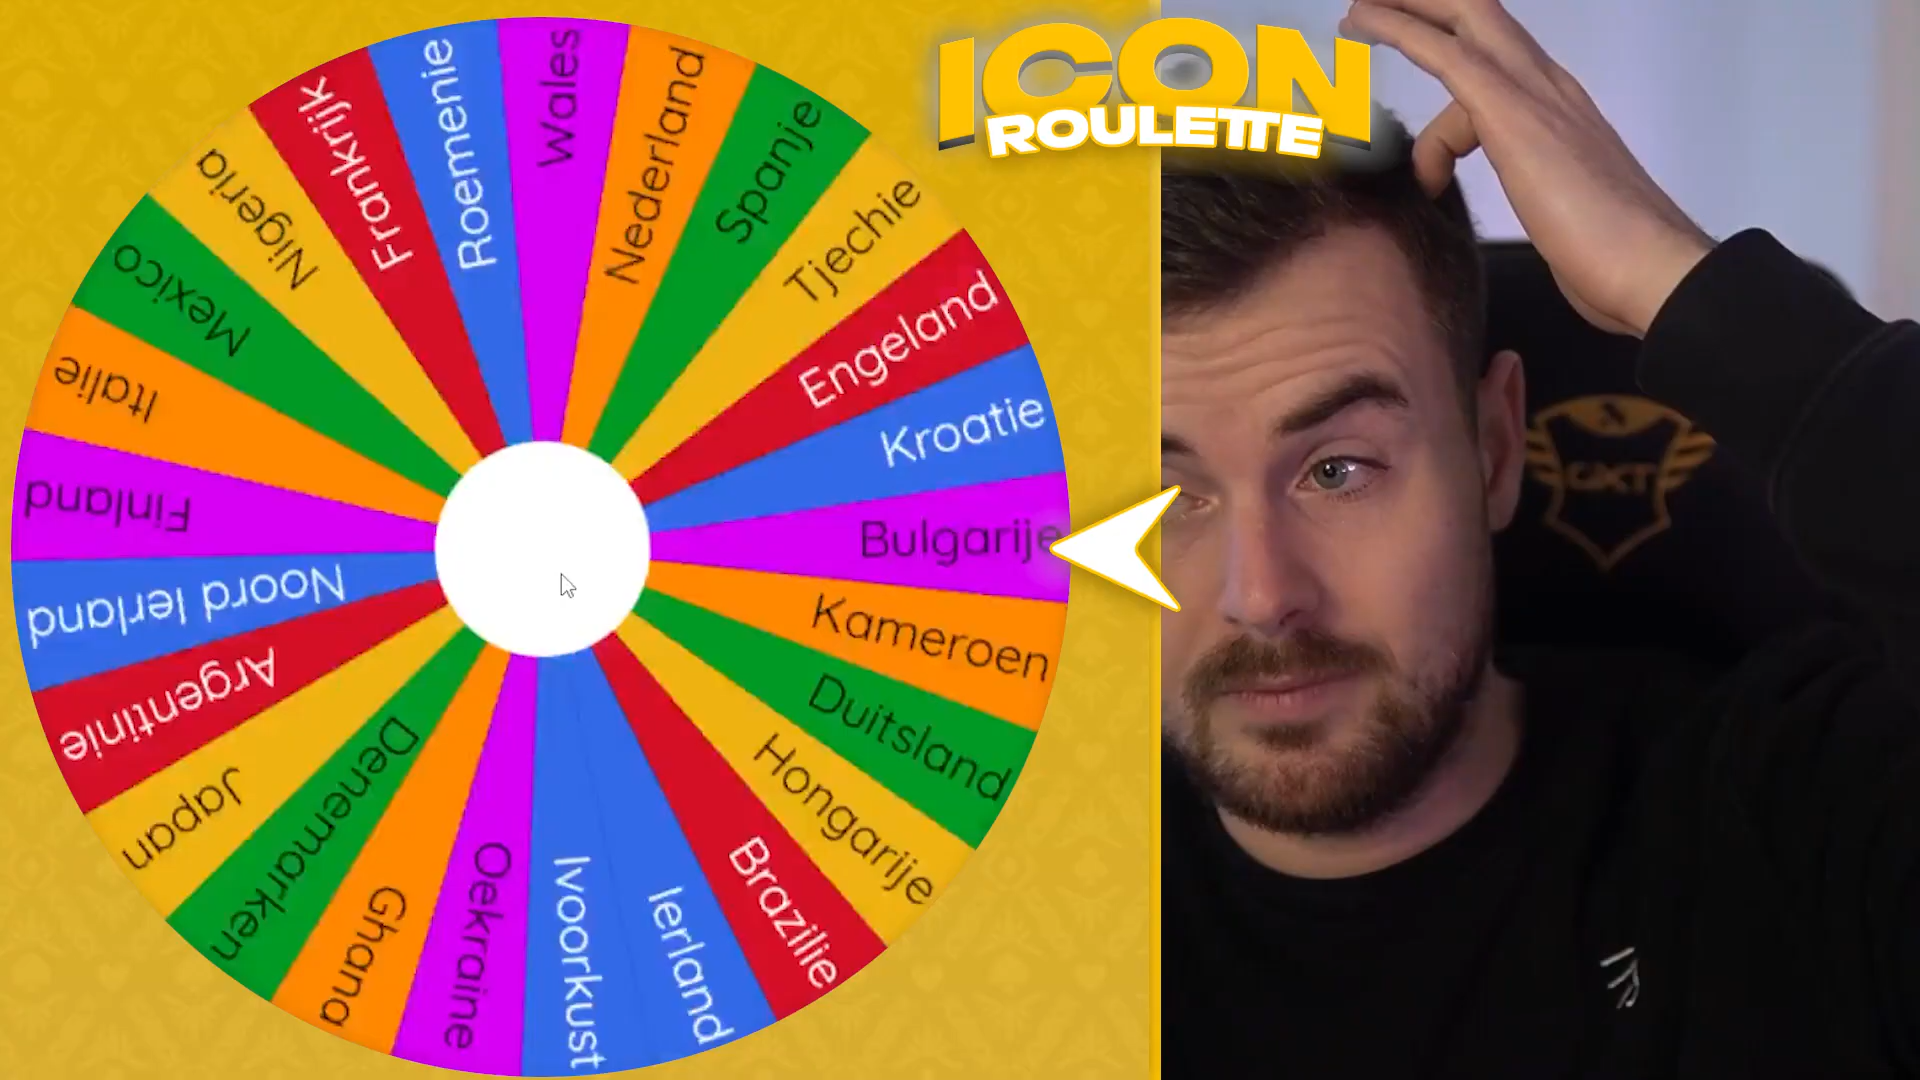 ICON
ROULETTE
Wales
Nederland
Spanje
Tjechie
Engeland
Kroatie
Bulgarije
Kameroen
Duitsland
Hongarije
Brazilie
Ierland
Ivoorkust
Oekraine
Ghana
Denemarken
Japan
Argentinie
Noord Ierland
Finland
Italie
Mexico
Nigeria
Frankrijk
Roemenie
GXT